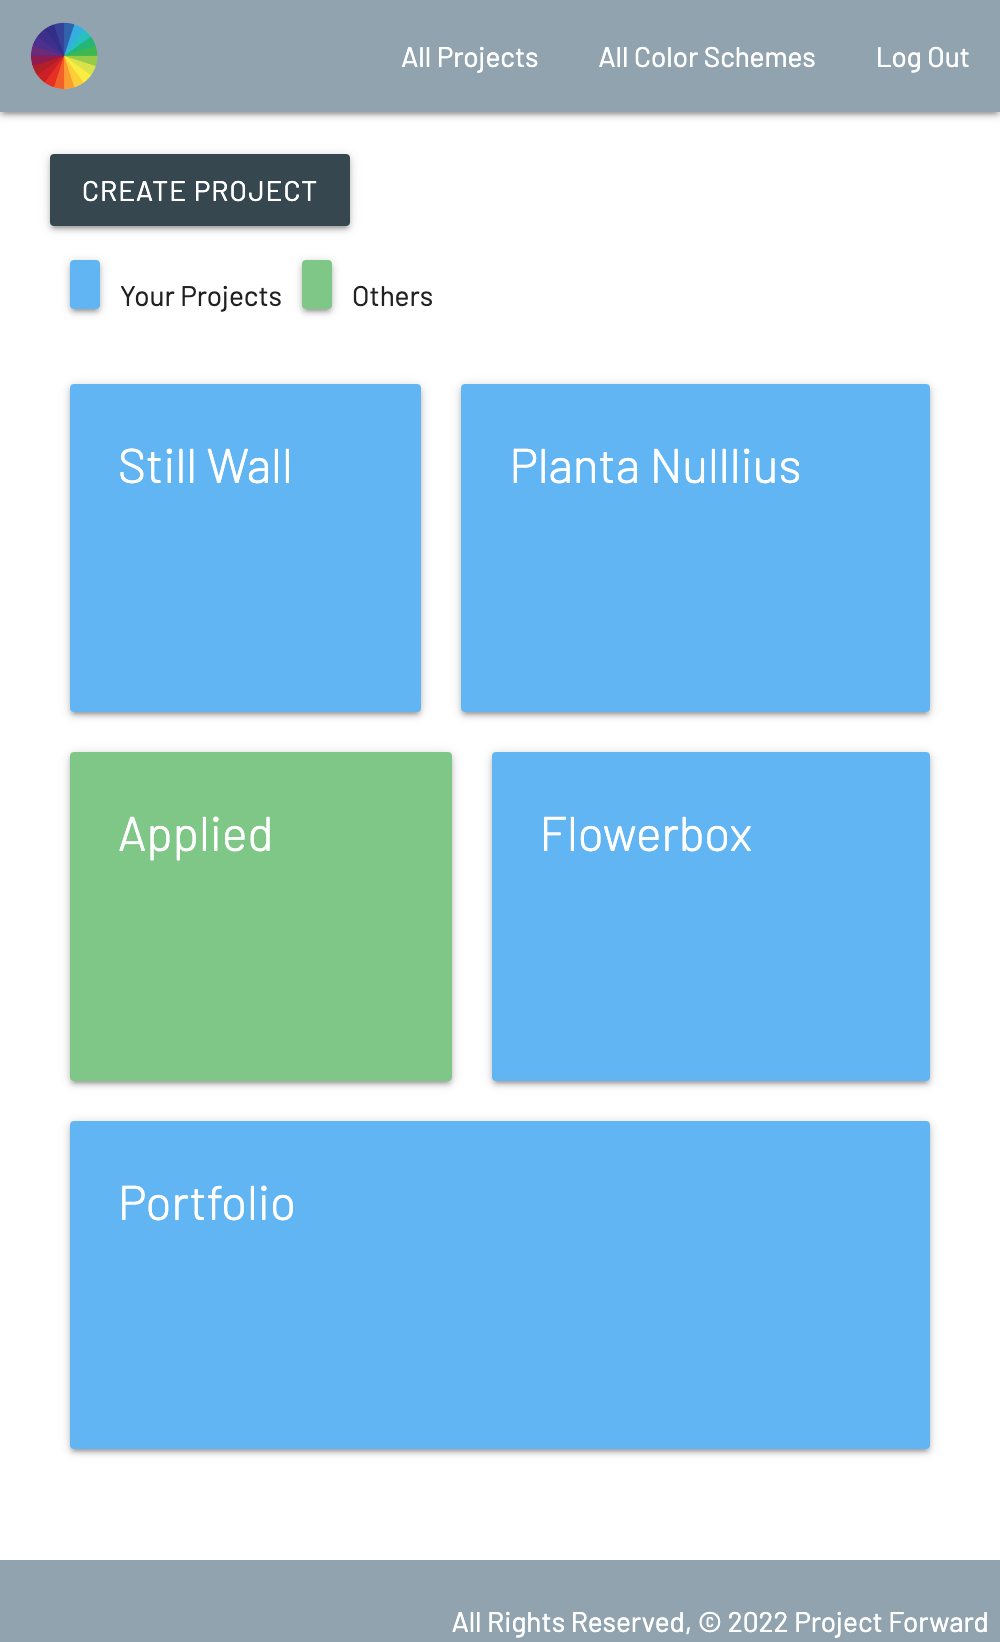 All Projects All Color Schemes Log Out
CREATE PROJECT
Your Projects Others
Still Wall Planta Nulllius
Applied Flowerbox
Portfolio
All Rights Reserved, © 2022 Project Forward